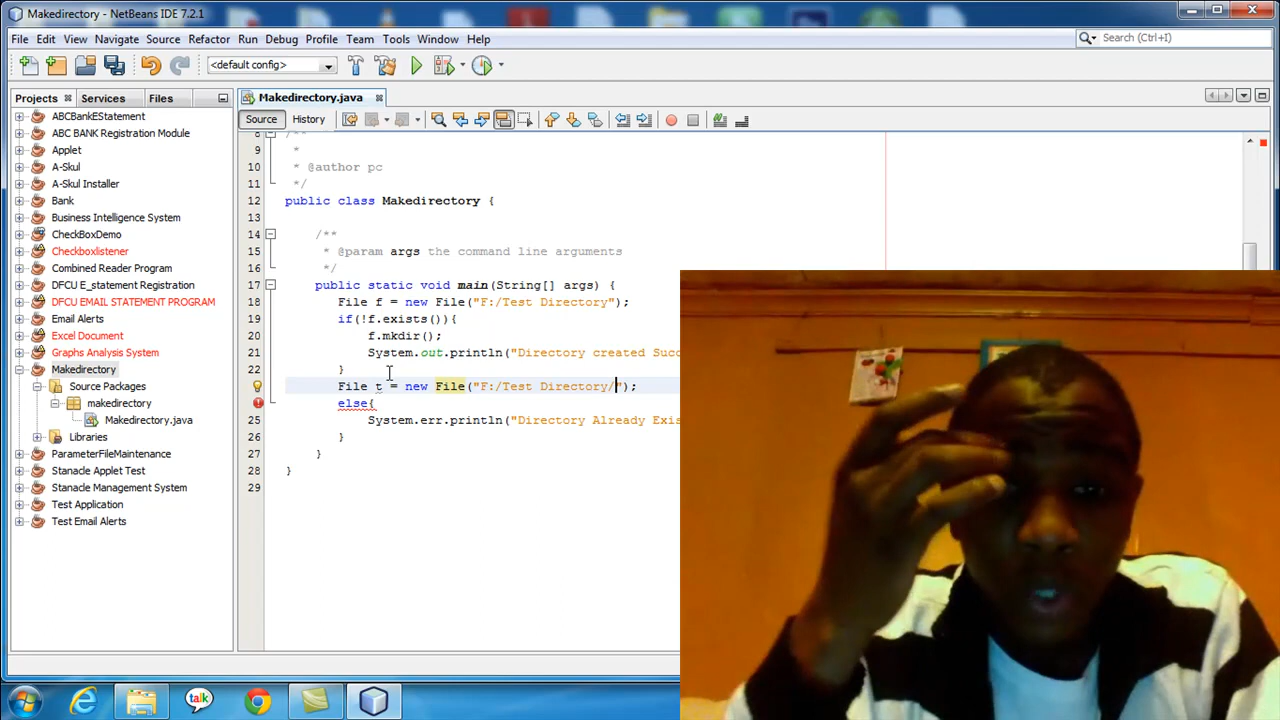 Makedirectory - NetBeans IDE 7.2.1
File Edit View Navigate Source Refactor Run Debug Profile Team Tools Window Help
Search (Ctrl+I)
<default config>
Projects Services Files
Makedirectory.java
Source History
ABCBankEStatement
ABC BANK Registration Module
Applet
A-Skul
A-Skul Installer
Bank
Business Intelligence System
CheckBoxDemo
Checkboxlistener
Combined Reader Program
DFCU E_statement Registration
DFCU EMAIL STATEMENT PROGRAM
Email Alerts
Excel Document
Graphs Analysis System
Makedirectory
Source Packages
makedirectory
Makedirectory.java
Libraries
ParameterFileMaintenance
Stanacle Applet Test
Stanacle Management System
Test Application
Test Email Alerts
8 /**
9 *
10 * @author pc
11 */
12 public class Makedirectory {
13
14 /**
15 * @param args the command line arguments
16 */
17 public static void main(String[] args) {
18 File f = new File("F:/Test Directory");
19 if(!f.exists()){
20 f.mkdir();
21 System.out.println("Directory created Succ
22 }
File t = new File("F:/Test Directory/");
else{
25 System.err.println("Directory Already Exis
26 }
27 }
28 }
29
talk